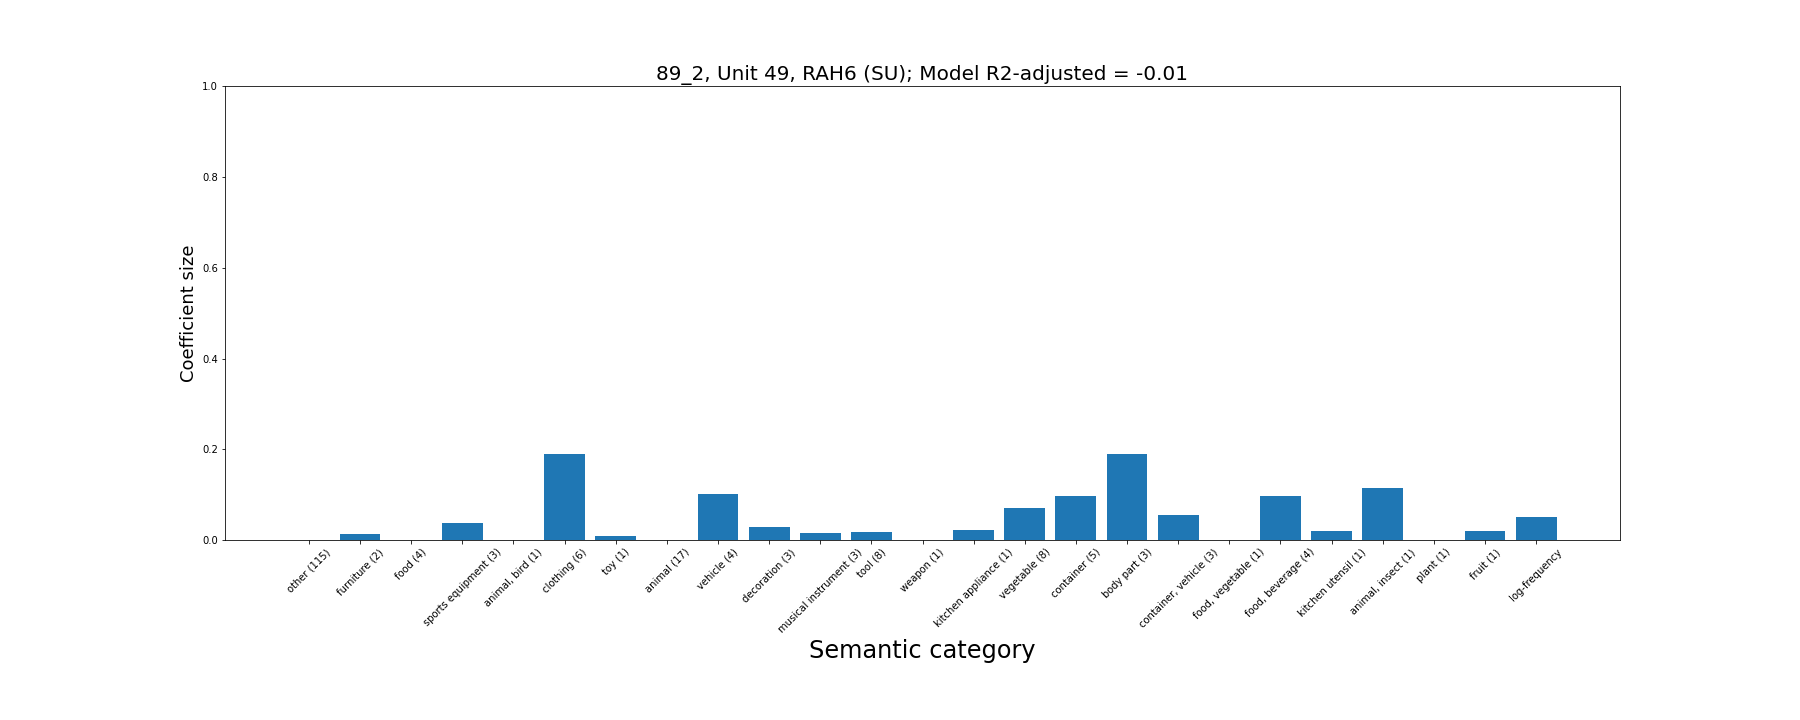 89_2, Unit 49, RAH6 (SU); Model R2-adjusted = -0.01
Coefficient size
1.0
0.8
0.6
0.4
0.2
0.0
other (115)
furniture (2)
food (4)
sports equipment (3)
animal, bird (1)
clothing (6)
toy (1)
animal (17)
vehicle (4)
decoration (3)
musical instrument (3)
tool (8)
weapon (1)
kitchen appliance (1)
vegetable (8)
container (5)
body part (3)
container, vehicle (3)
food, vegetable (1)
food, beverage (4)
kitchen utensil (1)
animal, insect (1)
plant (1)
fruit (1)
log-frequency
Semantic category